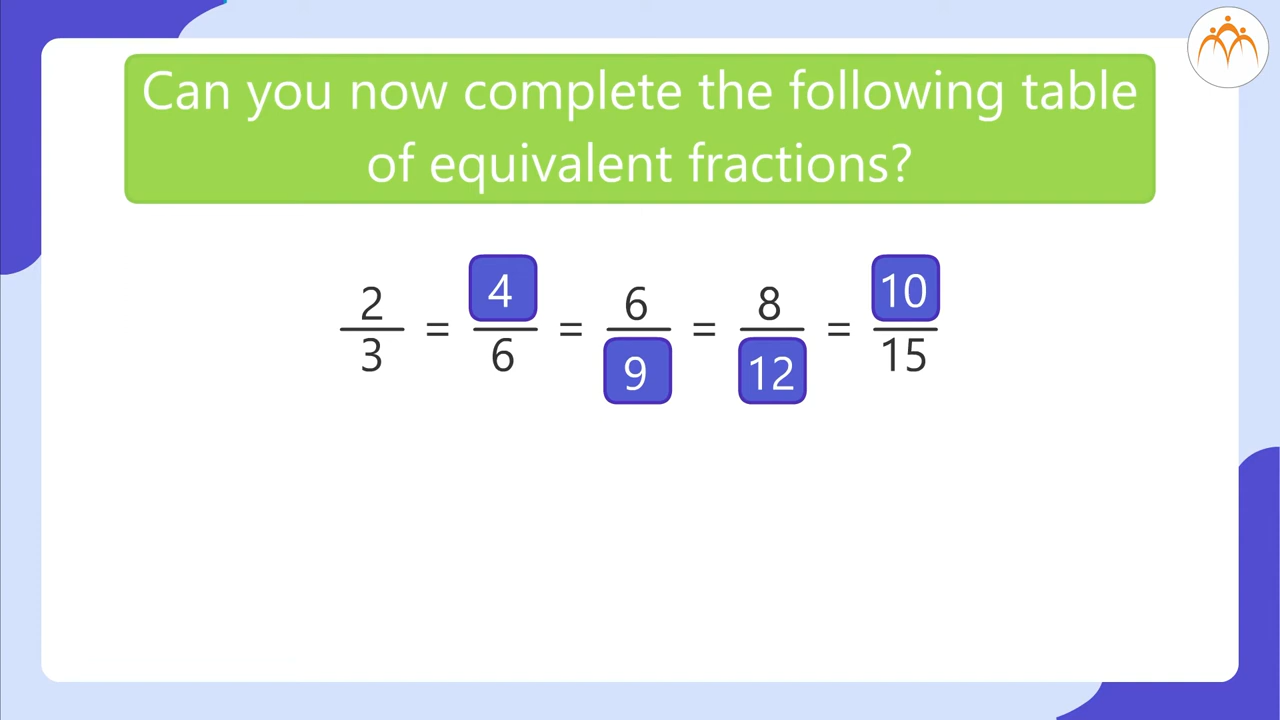 Can you now complete the following table
of equivalent fractions?
2/3 = 4/6 = 6/9 = 8/12 = 10/15